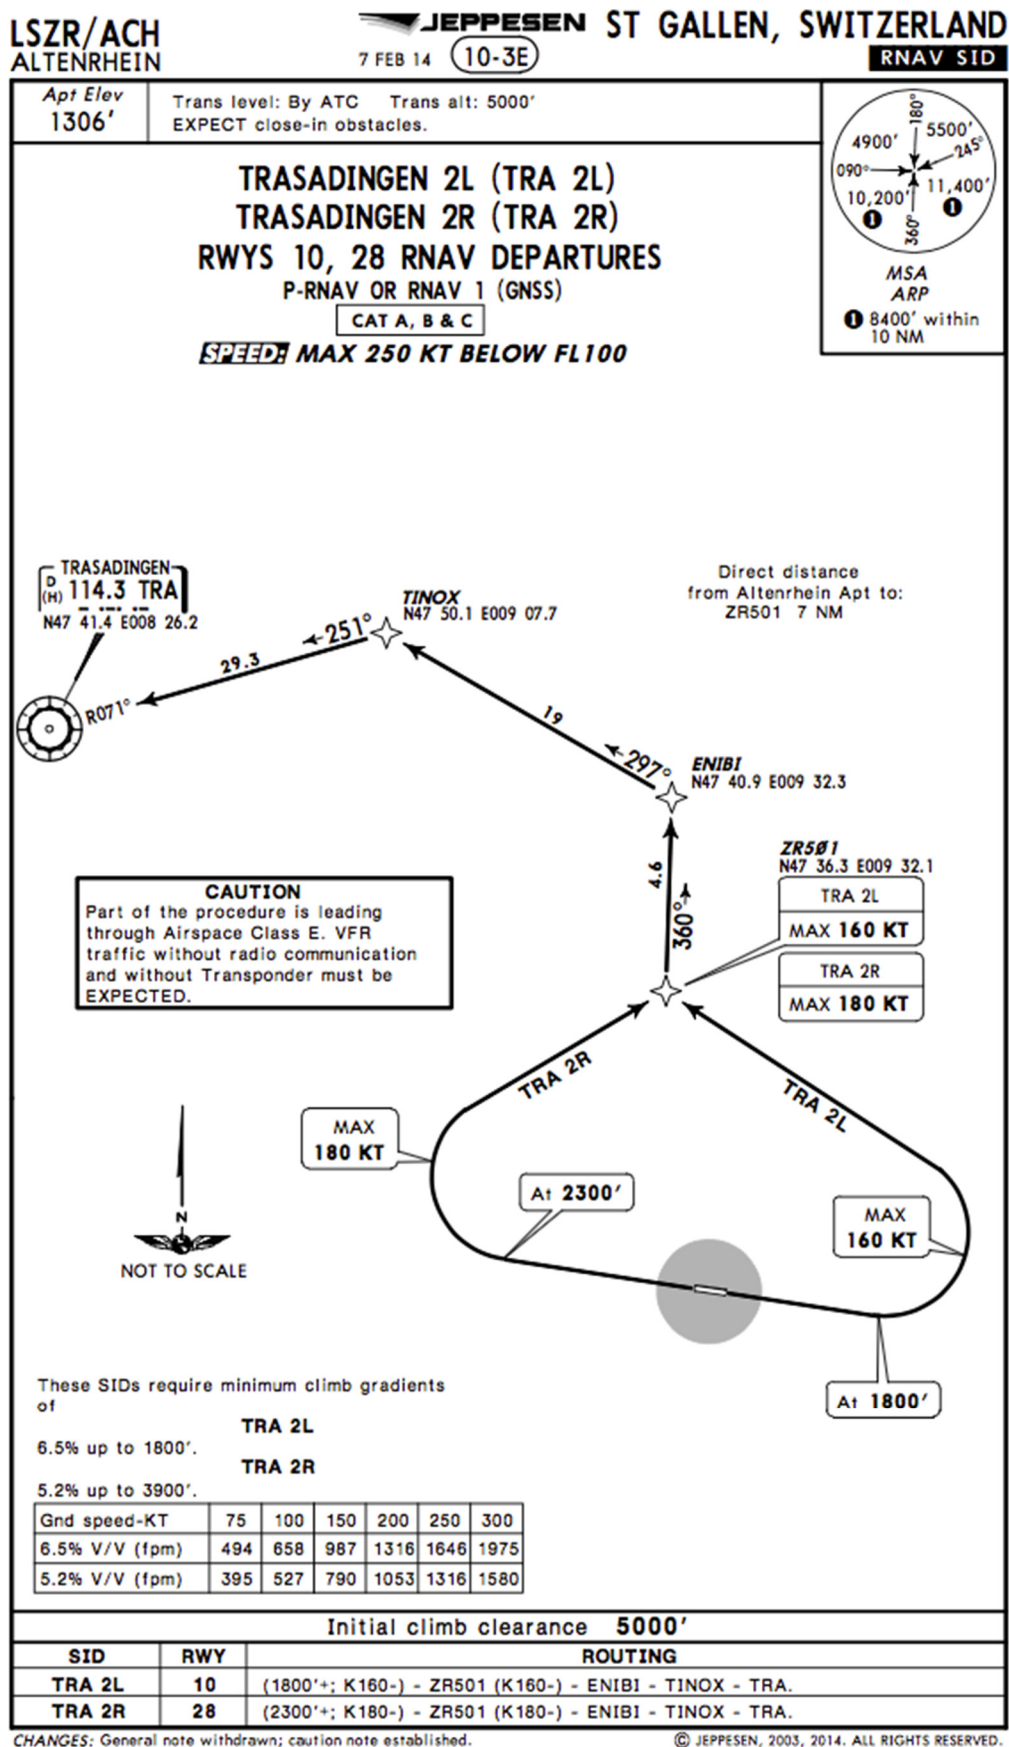 LSZR/ACH
ALTENRHEIN
JEPPESEN
7 FEB 14
10-3E
ST GALLEN, SWITZERLAND
RNAV SID
Apt Elev
1306'
Trans level: By ATC Trans alt: 5000'
EXPECT close-in obstacles.
TRASADINGEN 2L (TRA 2L)
TRASADINGEN 2R (TRA 2R)
RWYS 10, 28 RNAV DEPARTURES
P-RNAV OR RNAV 1 (GNSS)
CAT A, B & C
SPEED: MAX 250 KT BELOW FL100
180°
4900'
5500'
245°
090°
10,200'
11,400'
1
1
360°
MSA
ARP
1 8400' within
10 NM
TRASADINGEN
D
(H) 114.3 TRA
N47 41.4 E008 26.2
TINOX
N47 50.1 E009 07.7
Direct distance
from Altenrhein Apt to:
ZR501 7 NM
251°
29.3
R071°
19
297°
ENIBI
N47 40.9 E009 32.3
4.6
360°
ZR5Ø1
N47 36.3 E009 32.1
TRA 2L
MAX 160 KT
TRA 2R
MAX 180 KT
CAUTION
Part of the procedure is leading
through Airspace Class E. VFR
traffic without radio communication
and without Transponder must be
EXPECTED.
TRA 2R
TRA 2L
MAX
180 KT
At 2300'
MAX
160 KT
N
NOT TO SCALE
At 1800'
These SIDs require minimum climb gradients
of
TRA 2L
6.5% up to 1800'.
TRA 2R
5.2% up to 3900'.
Gnd speed-KT 75 100 150 200 250 300
6.5% V/V (fpm) 494 658 987 1316 1646 1975
5.2% V/V (fpm) 395 527 790 1053 1316 1580
Initial climb clearance 5000'
SID RWY ROUTING
TRA 2L 10 (1800'+; K160-) - ZR501 (K160-) - ENIBI - TINOX - TRA.
TRA 2R 28 (2300'+; K180-) - ZR501 (K180-) - ENIBI - TINOX - TRA.
CHANGES: General note withdrawn; caution note established.
© JEPPESEN, 2003, 2014. ALL RIGHTS RESERVED.